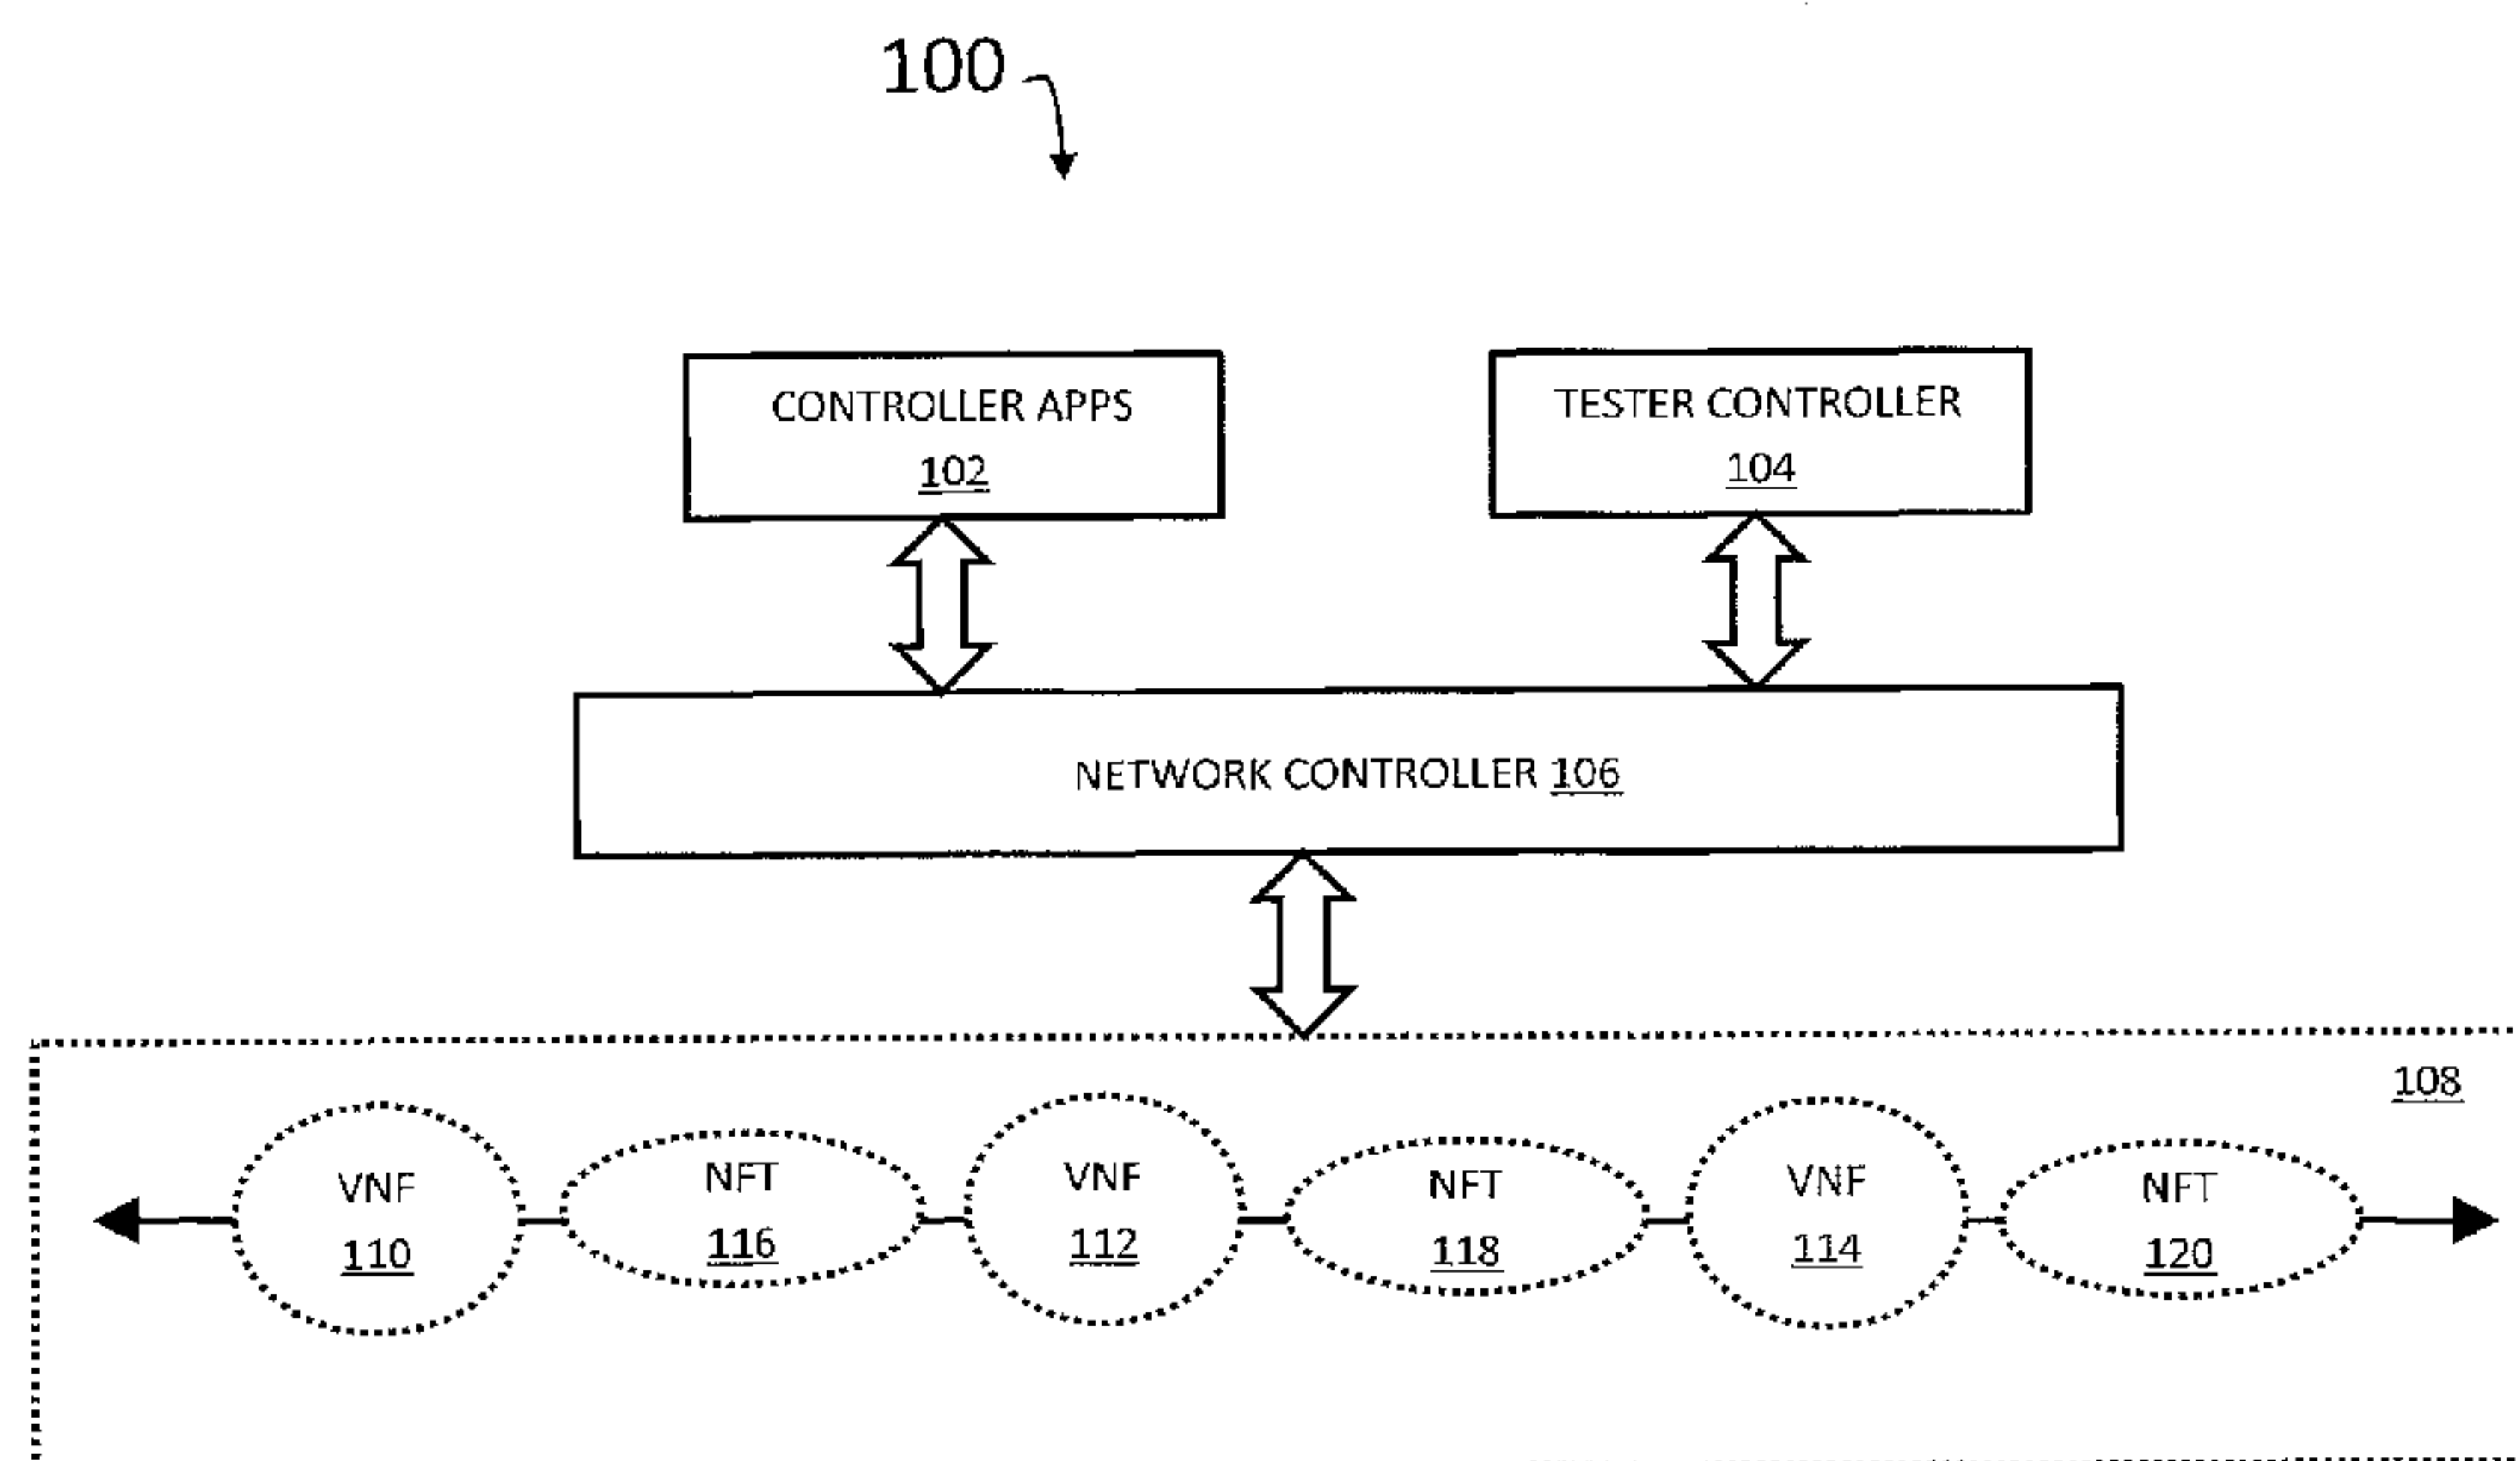 100
CONTROLLER APPS
102
TESTER CONTROLLER
104
NETWORK CONTROLLER 106
108
VNF
110
NFT
116
VNF
112
NFT
118
VNF
114
NFT
120